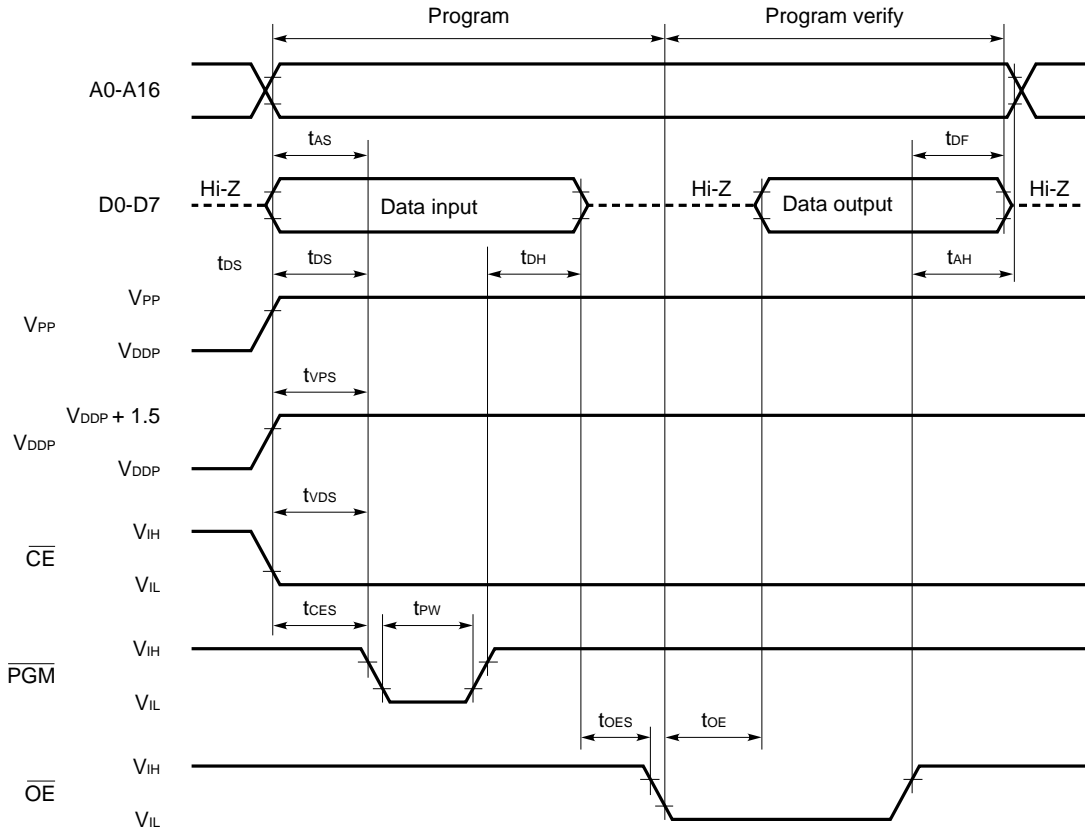 Program Program verify
A0-A16
tAS tDF
Hi-Z Hi-Z Hi-Z
D0-D7 Data input Data output
tDS tDS tDH tAH
VPP
VPP
VDDP
tVPS
VDDP + 1.5
VDDP
VDDP
tVDS
VIH
CE
VIL
tCES tPW
VIH
PGM
VIL
tOES tOE
VIH
OE
VIL